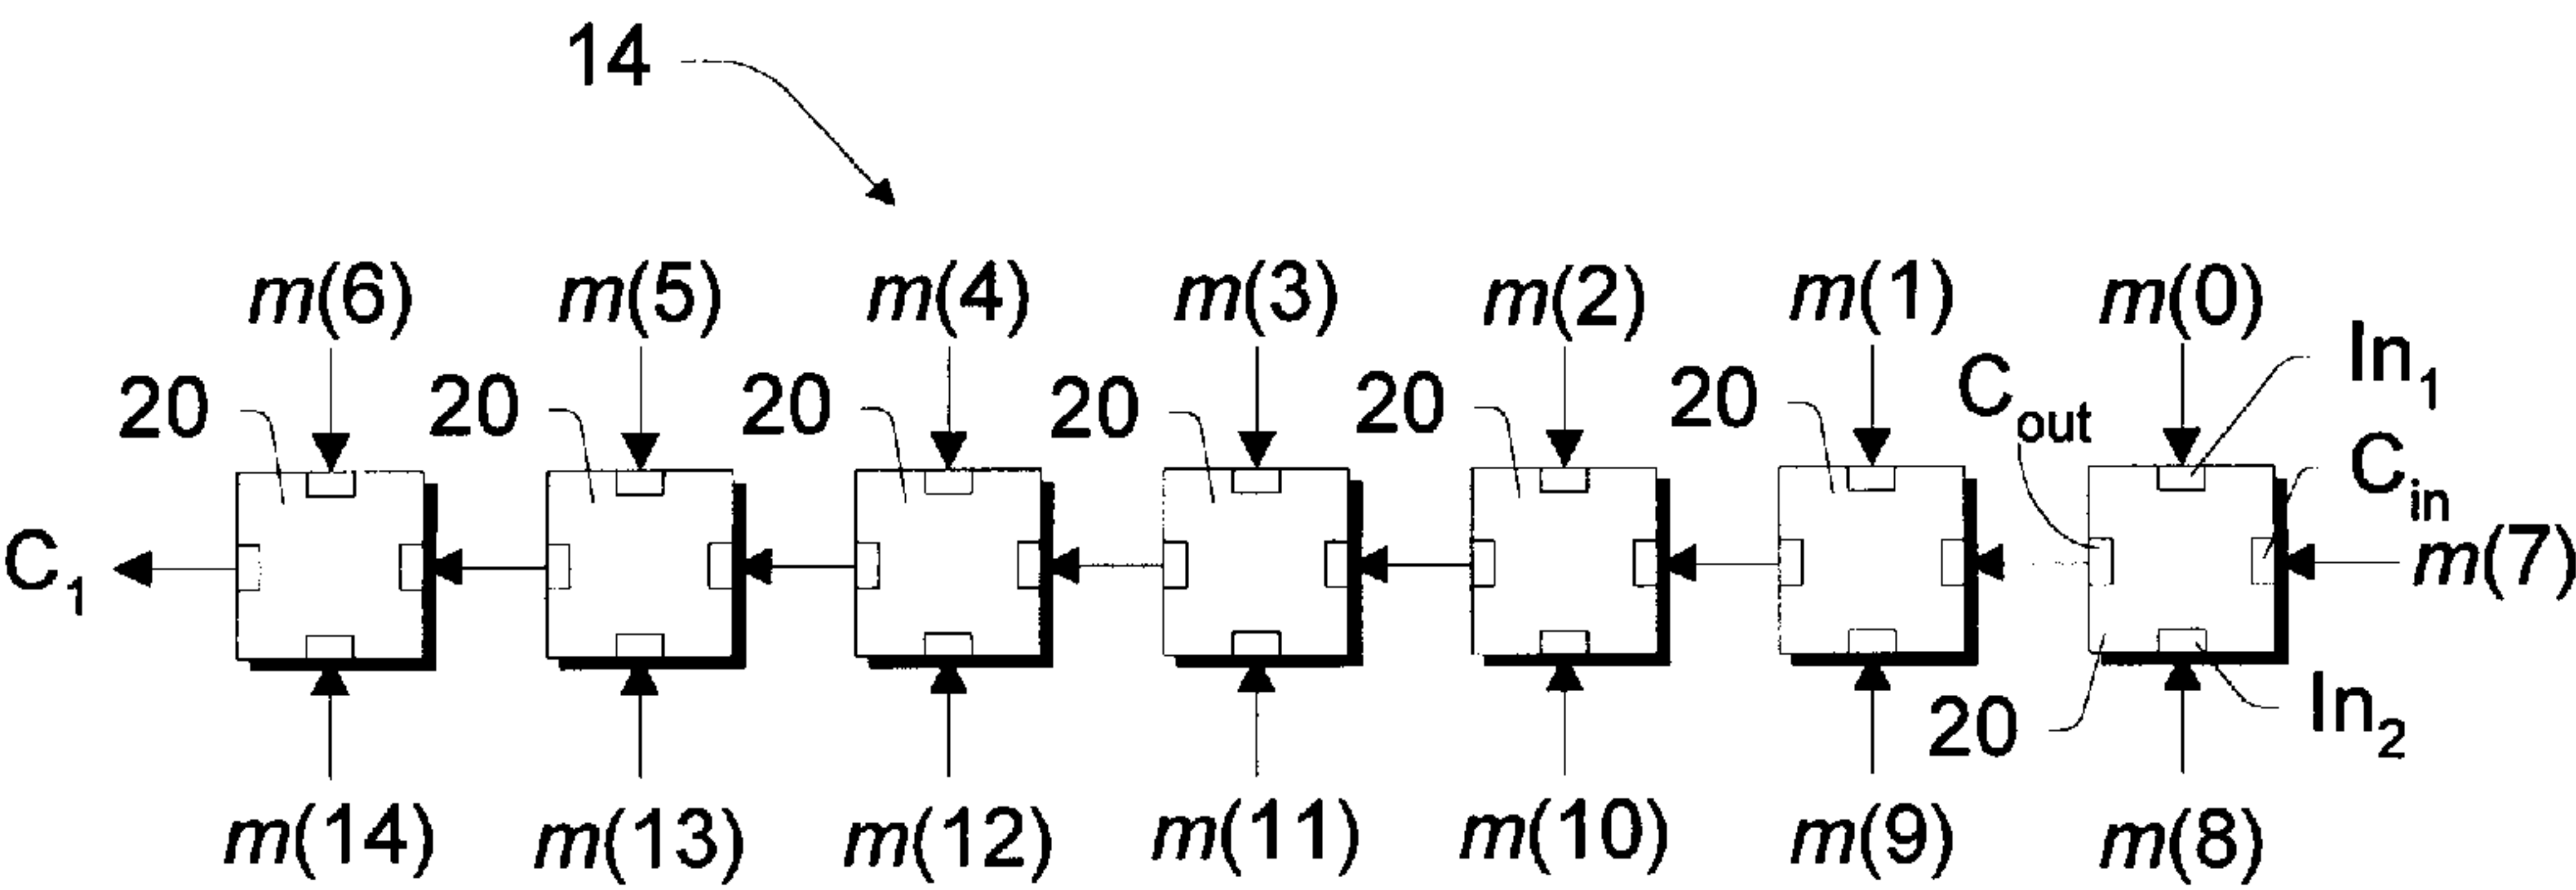 14
m(6) m(5) m(4) m(3) m(2) m(1) m(0)
In₁
20 20 20 20 20 20 Cout
Cin
C₁ m(7)
20 In₂
m(14) m(13) m(12) m(11) m(10) m(9) m(8)